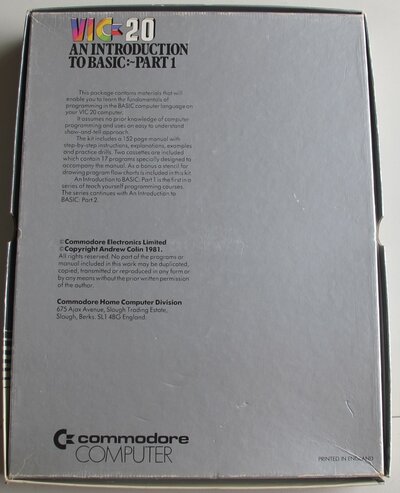 VIC-20
AN INTRODUCTION
TO BASIC:~PART 1
This package contains materials that will
enable you to learn the fundamentals of
programming in the BASIC computer language on
your VIC 20 computer.
It assumes no prior knowledge of computer
programming and uses an easy to understand
show-and-tell approach.
The kit includes a 152 page manual with
step-by-step instructions, explanations, examples
and practice drills. Two cassettes are included
which contain 17 programs specially designed to
accompany the manual. As a bonus a stencil for
drawing program flow charts is included in this kit.
An Introduction to BASIC: Part 1 is the first in a
series of teach yourself programming courses.
The series continues with An Introduction to
BASIC: Part 2.
© Commodore Electronics Limited
© Copyright Andrew Colin 1981.
All rights reserved. No part of the programs or
manual included in this work may be duplicated,
copied, transmitted or reproduced in any form or
by any means without the prior written permission
of the author.
Commodore Home Computer Division
675 Ajax Avenue, Slough Trading Estate,
Slough, Berks. SL1 4BG England.
commodore
COMPUTER
PRINTED IN ENGLAND